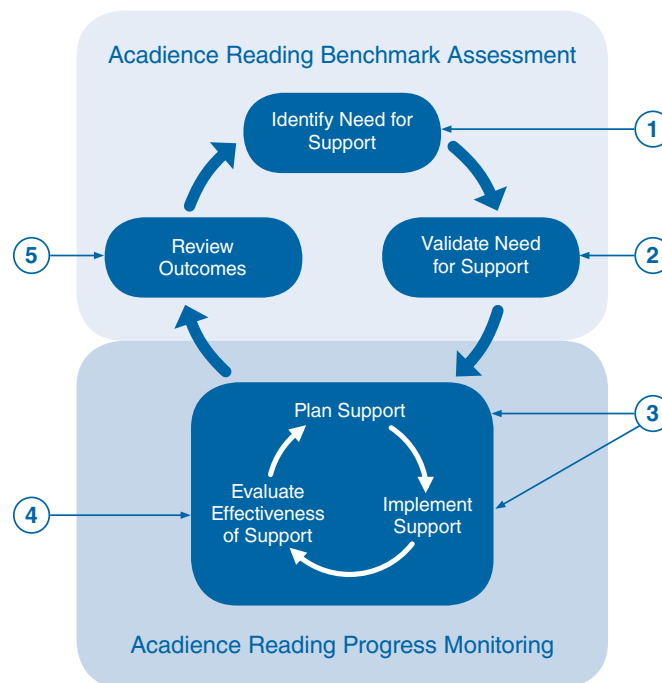 Acadience Reading Benchmark Assessment
Identify Need for
Support
1
Review
Outcomes
5
Validate Need
for Support
2
Plan Support
3
Evaluate
Effectiveness
of Support
Implement
Support
4
Acadience Reading Progress Monitoring